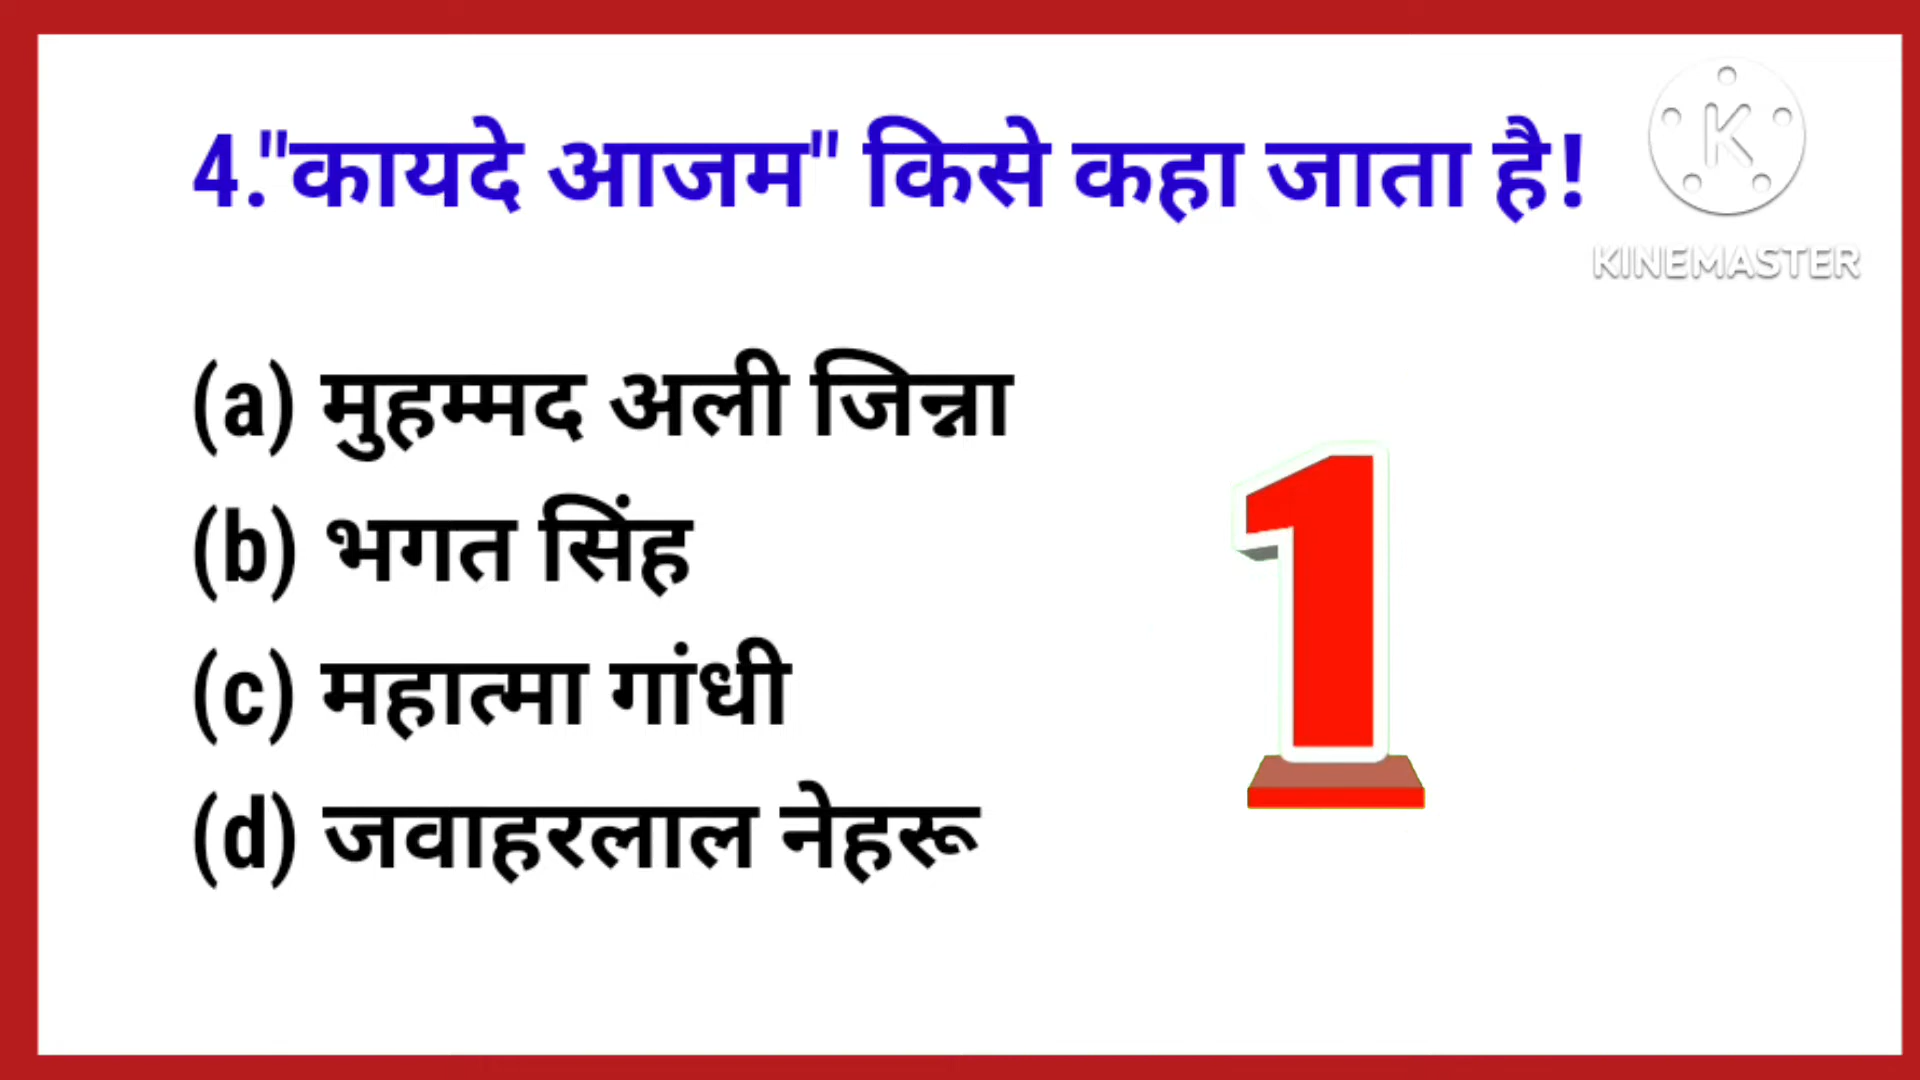 4."कायदे आजम" किसे कहा जाता है!
K
KINEMASTER
(a) मुहम्मद अली जिन्ना
(b) भगत सिंह
(c) महात्मा गांधी
(d) जवाहरलाल नेहरू
1